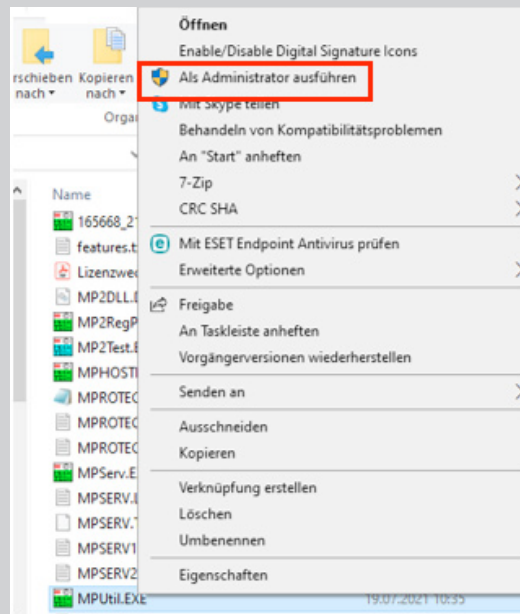 rschieben Kopieren
nach nach
Orga
Name
165668_2
features.t
Lizenzwe
MP2DLL.
MP2RegP
MP2Test.E
MPHOSTI
MPROTEC
MPROTEC
MPROTEC
MPServ.E
MPSERV.
MPSERV.
MPSERV1
MPSERV2
MPUtil.EXE 19.07.2021 10:35
Öffnen
Enable/Disable Digital Signature Icons
Als Administrator ausführen
Mit Skype teilen
Behandeln von Kompatibilitätsproblemen
An "Start" anheften
7-Zip
CRC SHA
Mit ESET Endpoint Antivirus prüfen
Erweiterte Optionen
Freigabe
An Taskleiste anheften
Vorgängerversionen wiederherstellen
Senden an
Ausschneiden
Kopieren
Verknüpfung erstellen
Löschen
Umbenennen
Eigenschaften